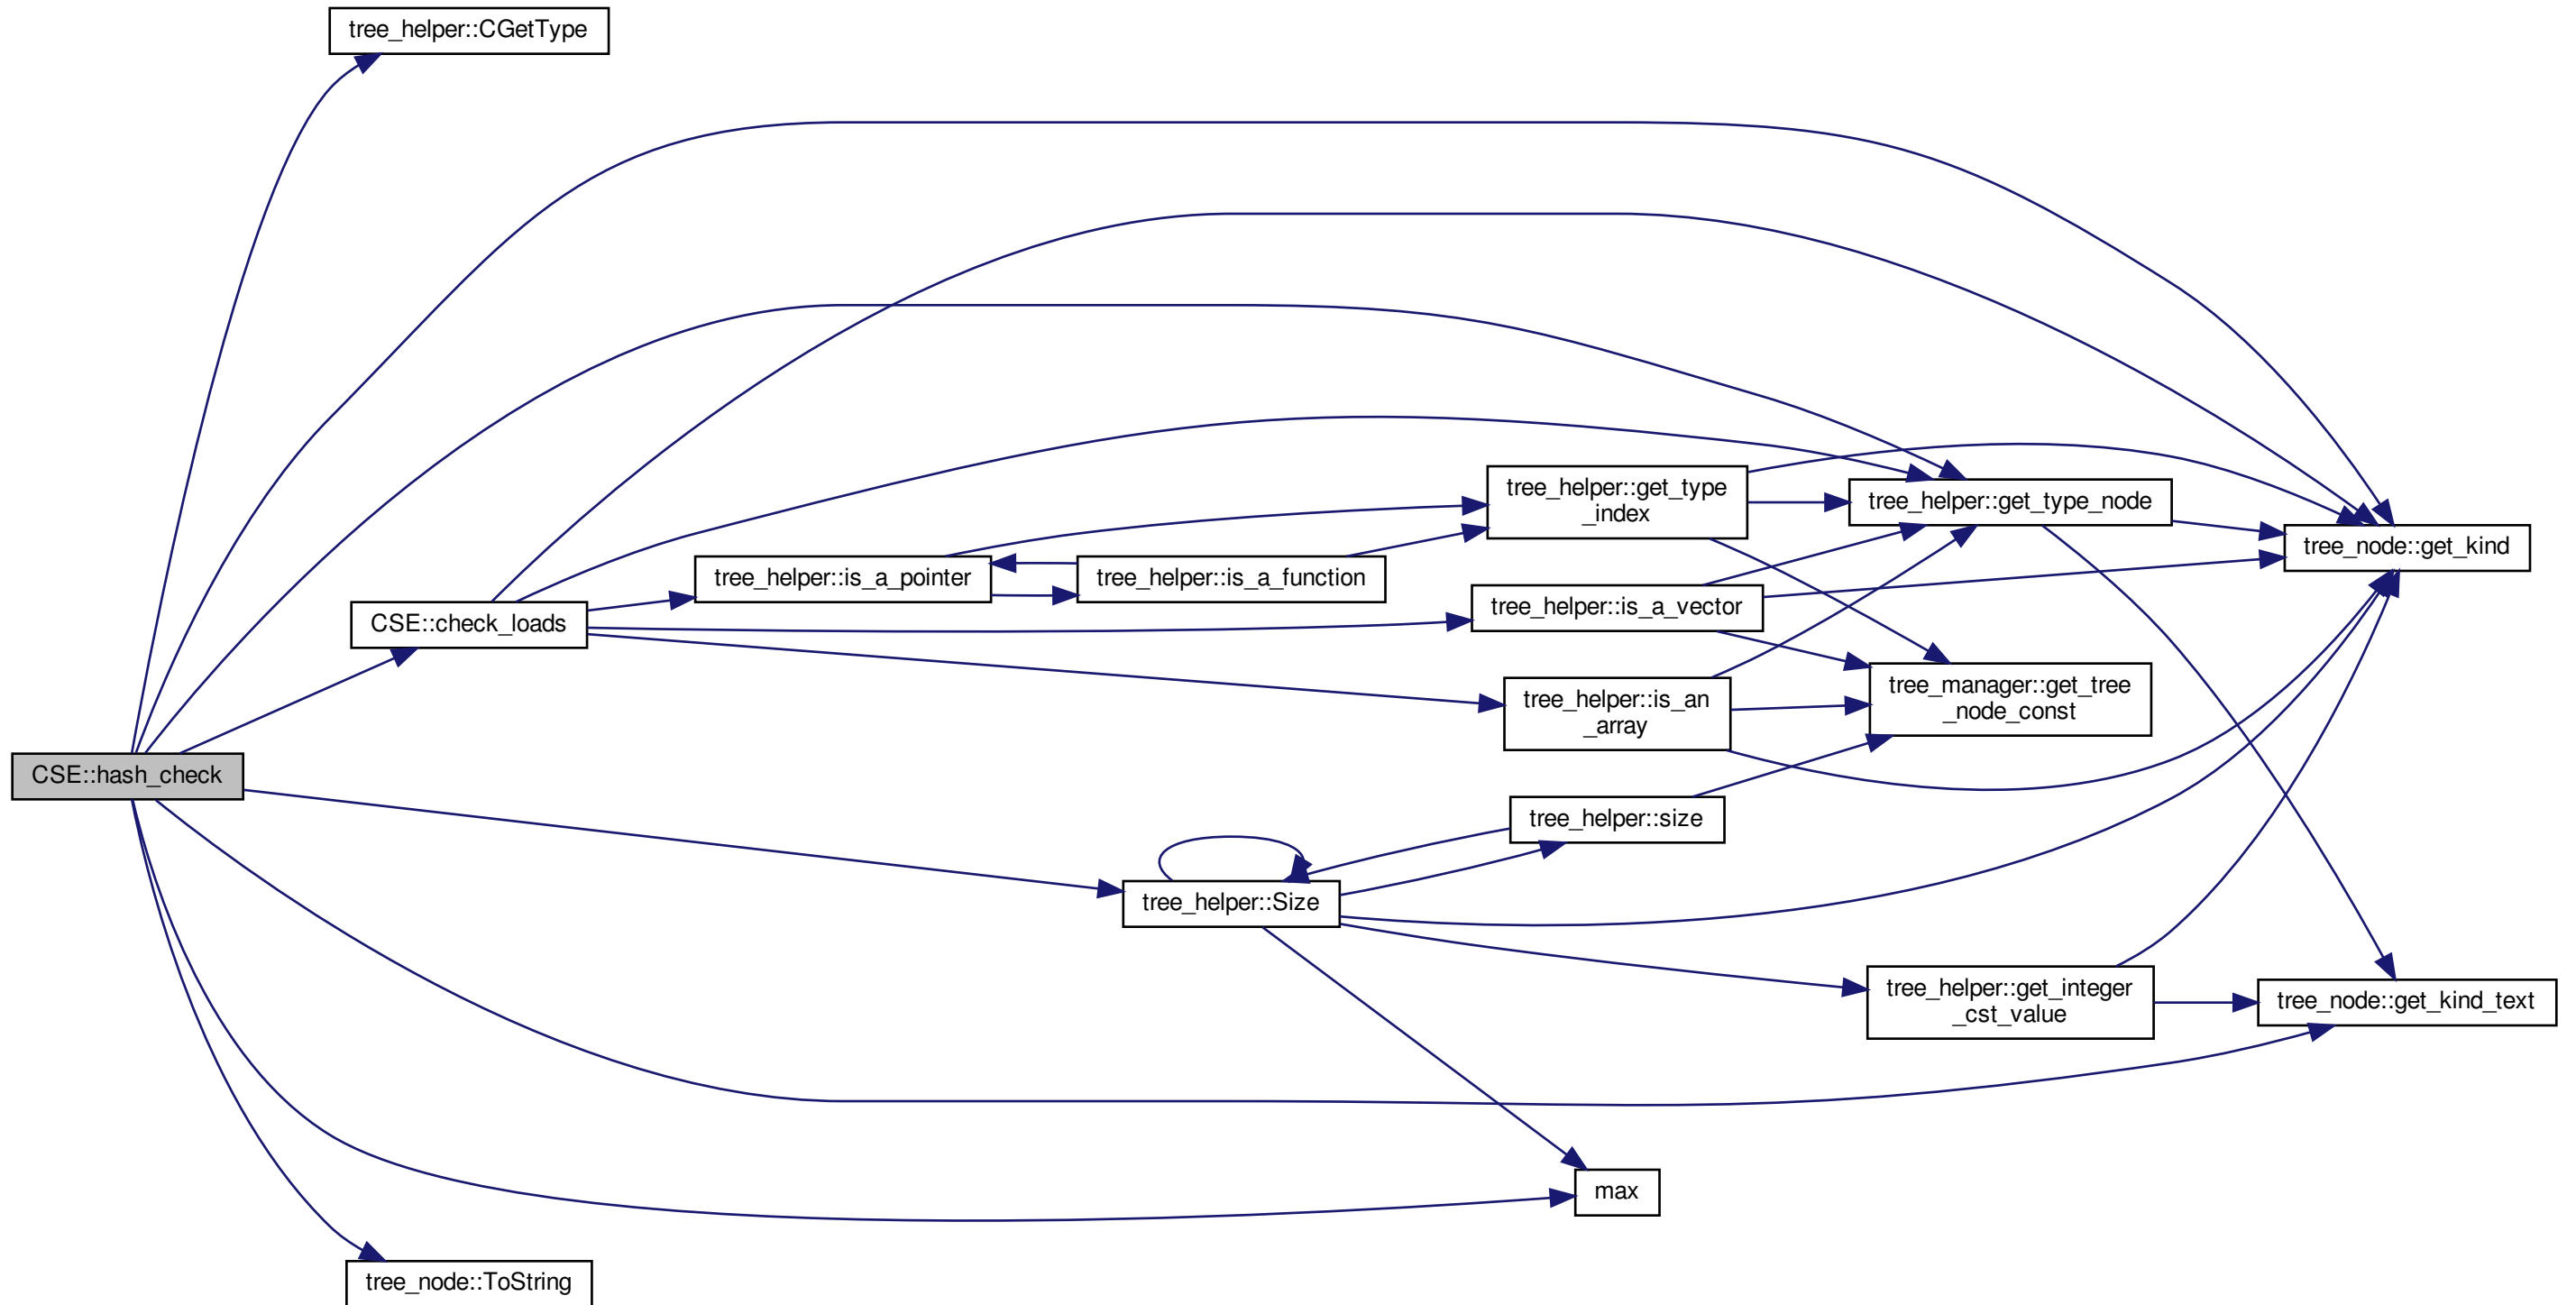 tree_helper::CGetType
tree_helper::get_type
_index
tree_helper::get_type_node
tree_node::get_kind
tree_helper::is_a_pointer
tree_helper::is_a_function
tree_helper::is_a_vector
CSE::check_loads
tree_manager::get_tree
_node_const
tree_helper::is_an
_array
CSE::hash_check
tree_helper::size
tree_helper::Size
tree_helper::get_integer
_cst_value
tree_node::get_kind_text
max
tree_node::ToString